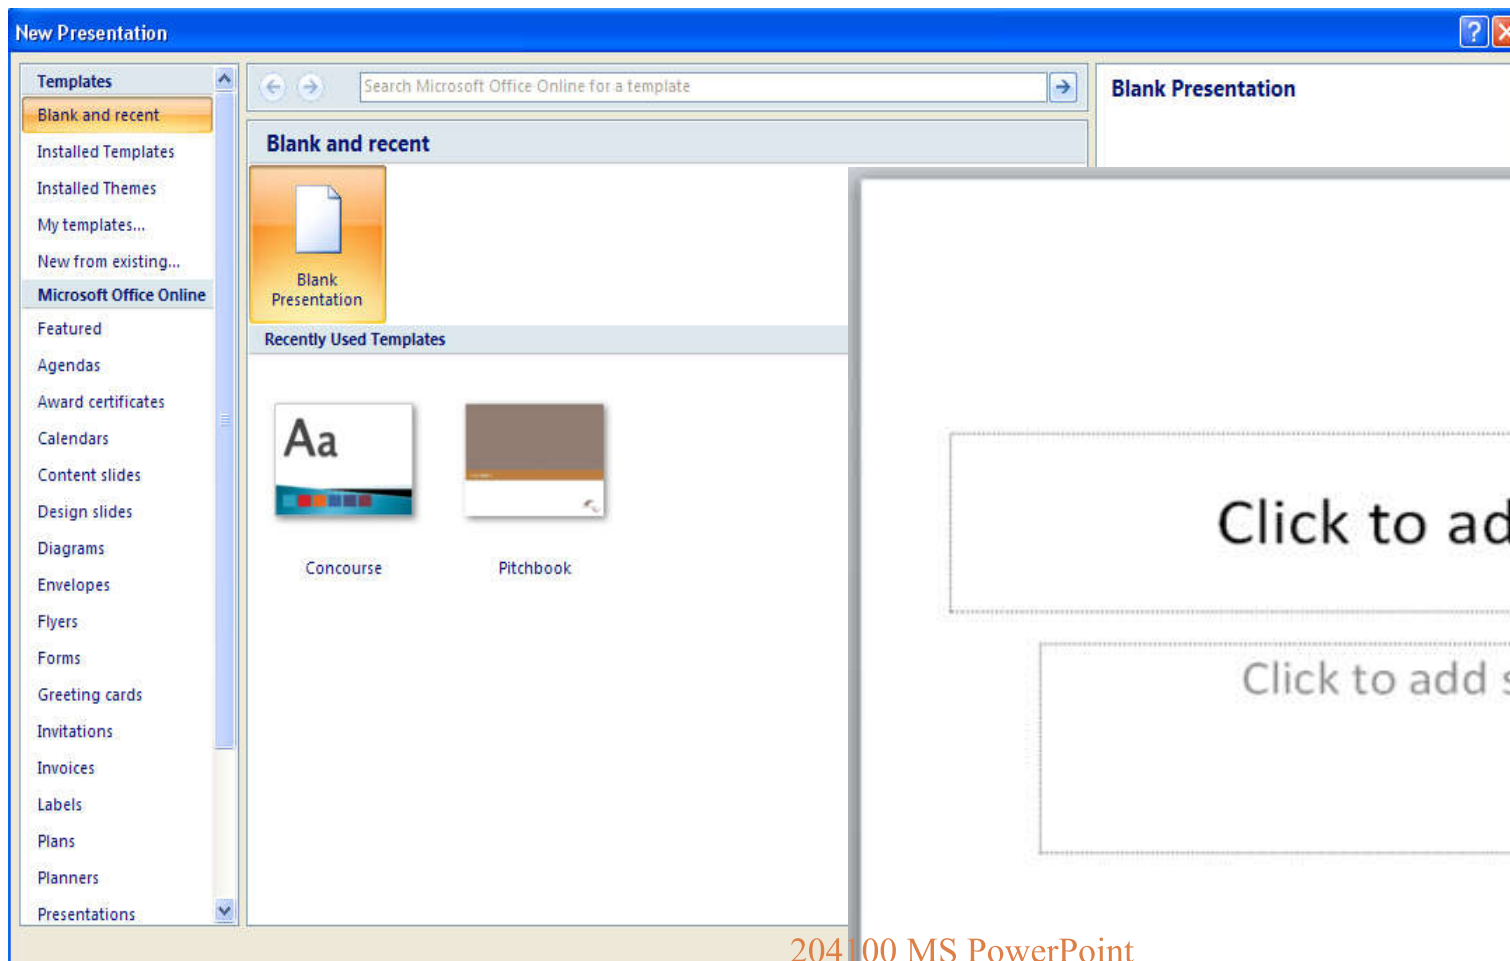 New Presentation
Templates
Blank and recent
Installed Templates
Installed Themes
My templates...
New from existing...
Microsoft Office Online
Featured
Agendas
Award certificates
Calendars
Content slides
Design slides
Diagrams
Envelopes
Flyers
Forms
Greeting cards
Invitations
Invoices
Labels
Plans
Planners
Presentations
Search Microsoft Office Online for a template
Blank and recent
Blank
Presentation
Recently Used Templates
Aa
Concourse
Pitchbook
Blank Presentation
Click to ad
Click to add s
204100 MS PowerPoint